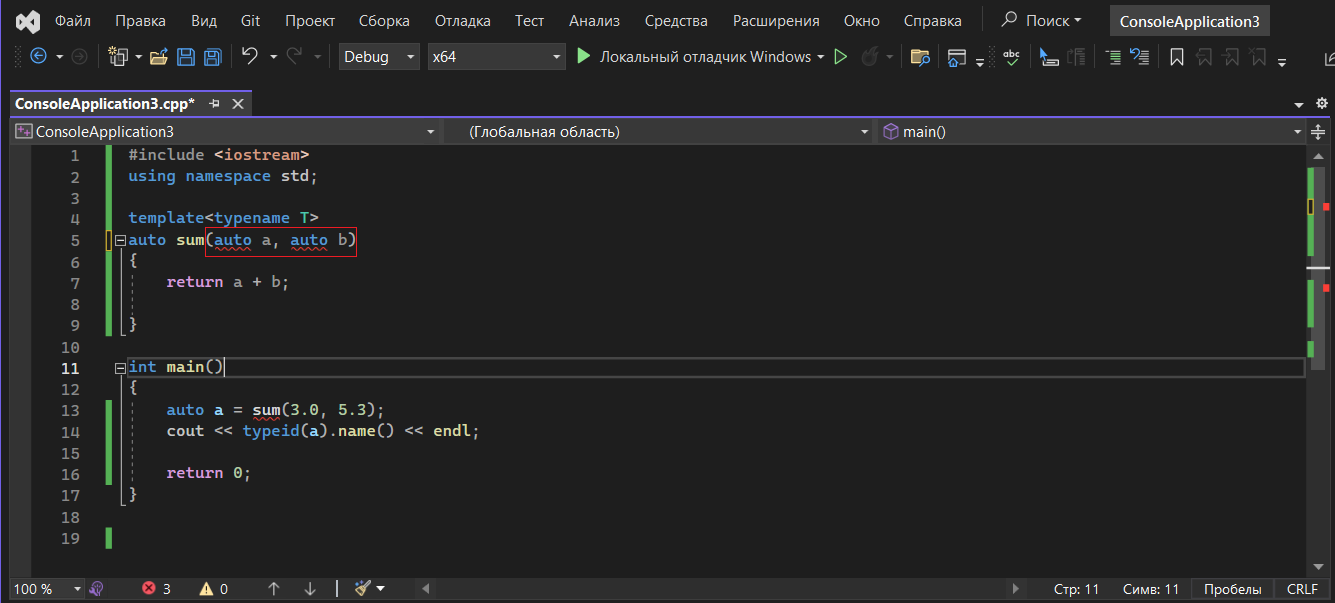 Файл Правка Вид Git Проект Сборка Отладка Тест Анализ Средства Расширения Окно Справка Поиск ConsoleApplication3
Debug x64 Локальный отладчик Windows abc
ConsoleApplication3.cpp*
ConsoleApplication3 (Глобальная область) main()
1 #include <iostream>
2 using namespace std;
3
4 template<typename T>
5 auto sum(auto a, auto b)
6 {
7 return a + b;
8
9 }
10
11 int main()
12 {
13 auto a = sum(3.0, 5.3);
14 cout << typeid(a).name() << endl;
15
16 return 0;
17 }
18
19
100 % 3 0 Стр: 11 Симв: 11 Пробелы CRLF